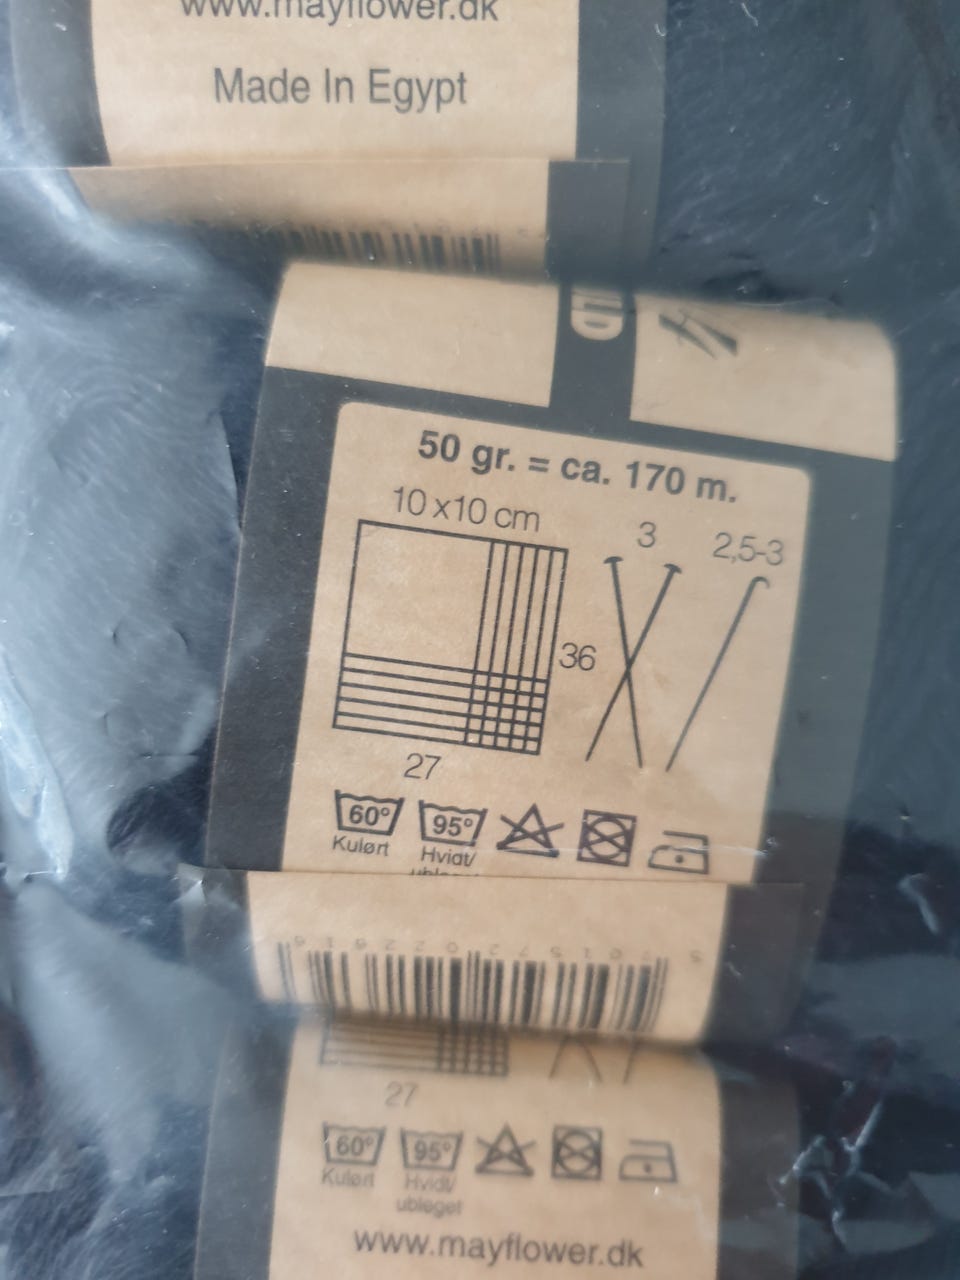 www.mayflower.dk
Made In Egypt
50 gr. = ca. 170 m.
10 x10 cm
3
2,5-3
36
27
60° 95°
Kulørt Hvidt/
27
60° 95°
Kulørt Hvidt/
ubleget
www.mayflower.dk